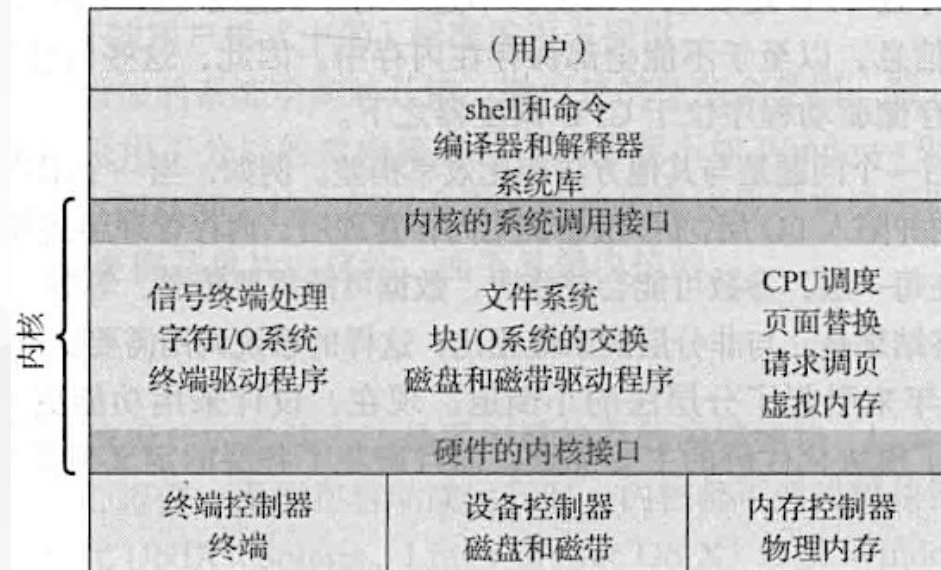 (用户)
shell和命令
编译器和解释器
系统库
内核的系统调用接口
内核
信号终端处理
字符I/O系统
终端驱动程序
文件系统
块I/O系统的交换
磁盘和磁带驱动程序
CPU调度
页面替换
请求调页
虚拟内存
硬件的内核接口
终端控制器
终端
设备控制器
磁盘和磁带
内存控制器
物理内存